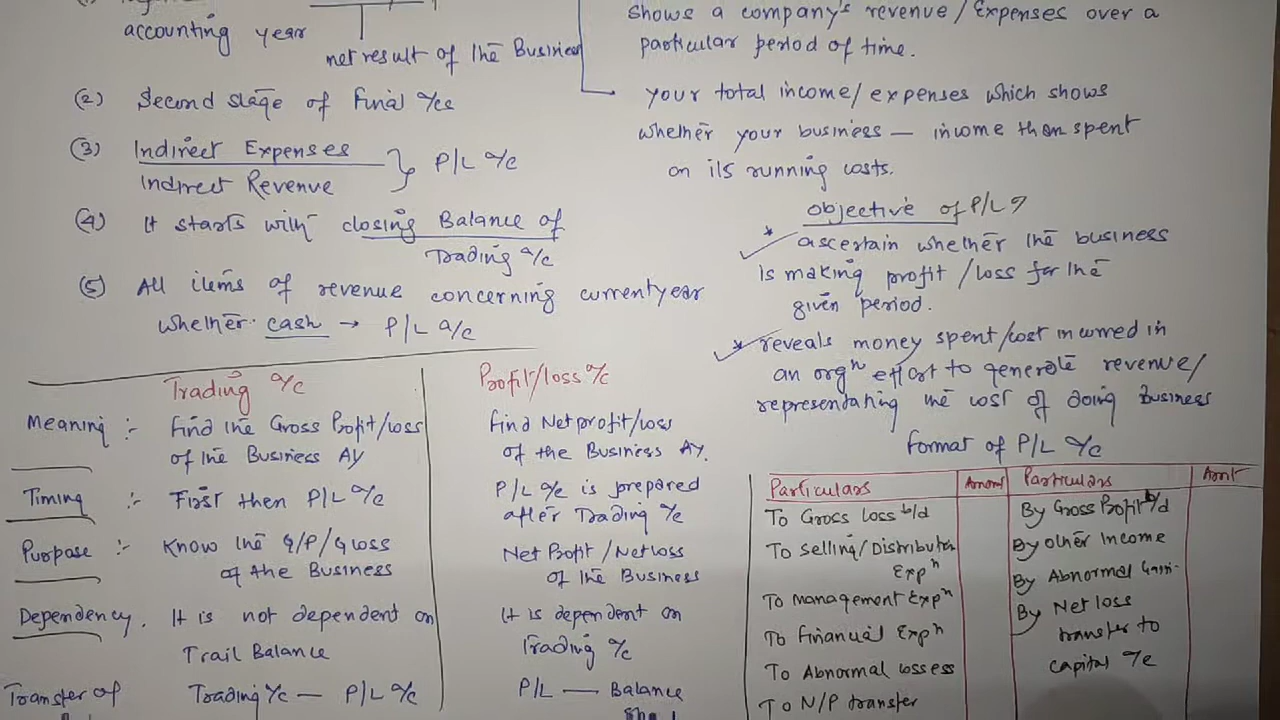 accounting year
net result of the Business
(2) Second stage of final a/cs
(3) Indirect Expenses
Indirect Revenue
P/L a/c
(4) It starts with closing Balance of
Trading a/c
(5) All items of revenue concerning current year
whether cash → P/L a/c
shows a company's revenue/Expenses over a
particular period of time.
your total income/expenses which shows
whether your business — income than spent
on its running costs.
objective of P/L
* ascertain whether the business
is making profit/loss for the
given period.
* reveals money spent/cost incurred in
an orgn effort to generate revenue/
representating the cost of doing Business
Trading a/c Profit/loss a/c
Meaning :- Find the Gross Profit/loss Find Net profit/loss
of the Business AY of the Business AY.
Timing :- First then P/L a/c P/L a/c is prepared
after Trading a/c
Purpose :- Know the G/P/G loss Net Profit/Net loss
of the Business of the Business
Dependency. It is not dependent on It is dependent on
Trail Balance Trading a/c
Transfer of Trading a/c — P/L a/c P/L — Balance
format of P/L a/c
Particulars Amount Particulars Amt
To Gross Loss b/d By Gross Profit b/d
To Selling/Distribution By other Income
Expn By Abnormal
To management Expn By Net loss
To Financial Expn transfer to
To Abnormal losses capital a/c
To N/P transfer